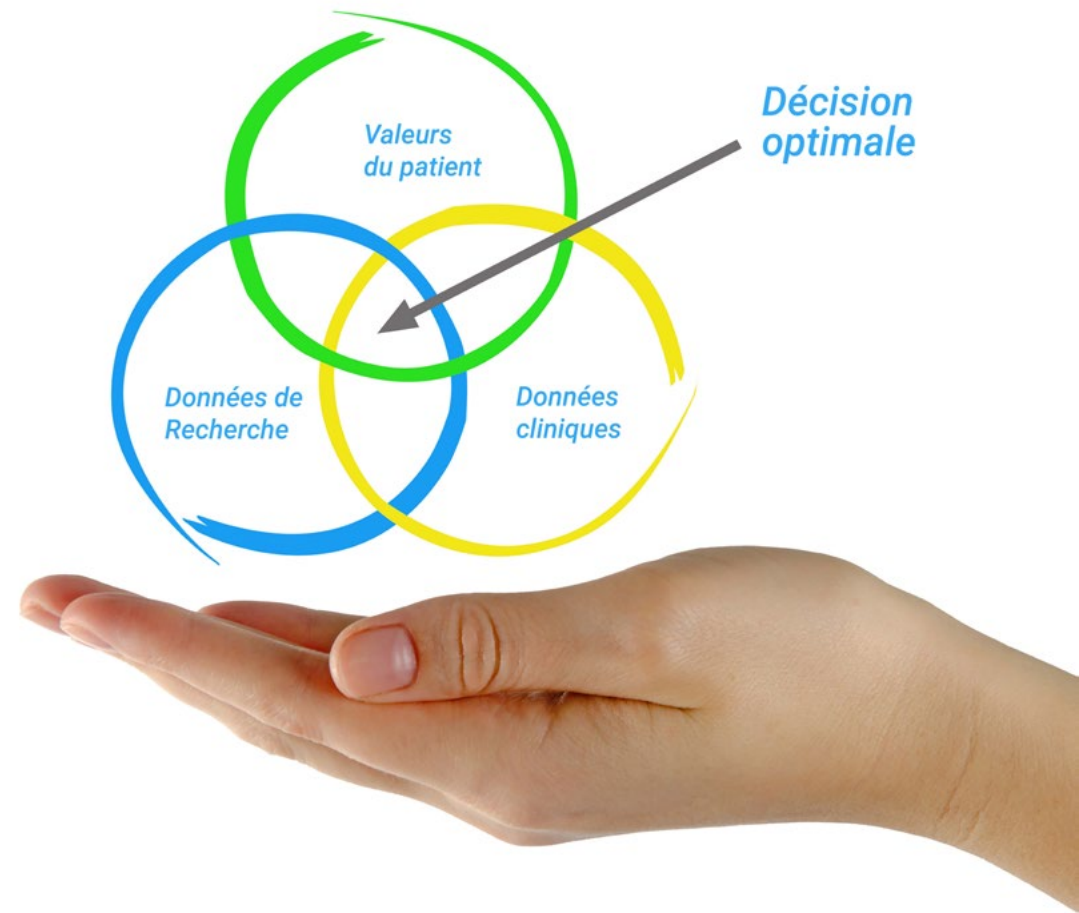 Valeurs
du patient
Décision
optimale
Données de
Recherche
Données
cliniques